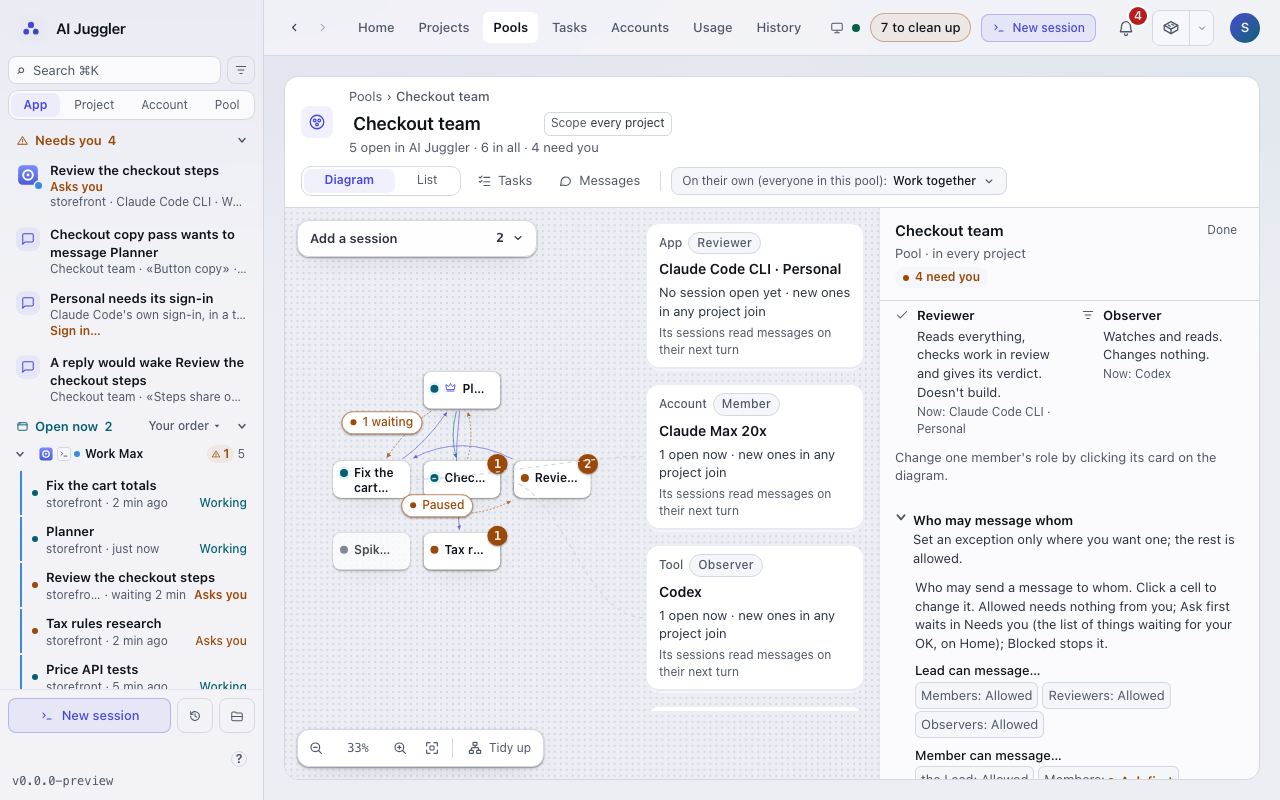 AI Juggler
Search ⌘K
App
Project
Account
Pool
Needs you 4
Review the checkout steps
Asks you
storefront · Claude Code CLI · W...
Checkout copy pass wants to
message Planner
Checkout team · «Button copy» ·...
Personal needs its sign-in
Claude Code's own sign-in, in a t...
Sign in...
A reply would wake Review the
checkout steps
Checkout team · «Steps share o...
Open now 2
Your order
Work Max
1
5
Fix the cart totals
storefront · 2 min ago
Working
Planner
storefront · just now
Working
Review the checkout steps
storefro... · waiting 2 min
Asks you
Tax rules research
storefront · 2 min ago
Asks you
Price API tests
storefront · 5 min ago
Working
New session
?
v0.0.0-preview
Home
Projects
Pools
Tasks
Accounts
Usage
History
7 to clean up
New session
4
S
Pools › Checkout team
Checkout team
Scope every project
5 open in AI Juggler · 6 in all · 4 need you
Diagram
List
Tasks
Messages
On their own (everyone in this pool): Work together
Add a session
2
Pl...
1 waiting
Fix the
cart...
Chec...
1
Revie...
2
Paused
Spik...
Tax r...
1
App
Reviewer
Claude Code CLI · Personal
No session open yet · new ones
in any project join
Its sessions read messages on
their next turn
Account
Member
Claude Max 20x
1 open now · new ones in any
project join
Its sessions read messages on
their next turn
Tool
Observer
Codex
1 open now · new ones in any
project join
Its sessions read messages on
their next turn
33%
Tidy up
Checkout team
Done
Pool · in every project
4 need you
Reviewer
Reads everything,
checks work in review
and gives its verdict.
Doesn't build.
Now: Claude Code CLI ·
Personal
Observer
Watches and reads.
Changes nothing.
Now: Codex
Change one member's role by clicking its card on the
diagram.
Who may message whom
Set an exception only where you want one; the rest is
allowed.
Who may send a message to whom. Click a cell to
change it. Allowed needs nothing from you; Ask first
waits in Needs you (the list of things waiting for your
OK, on Home); Blocked stops it.
Lead can message...
Members: Allowed
Reviewers: Allowed
Observers: Allowed
Member can message...
the Lead: Allowed
Members: Ask first